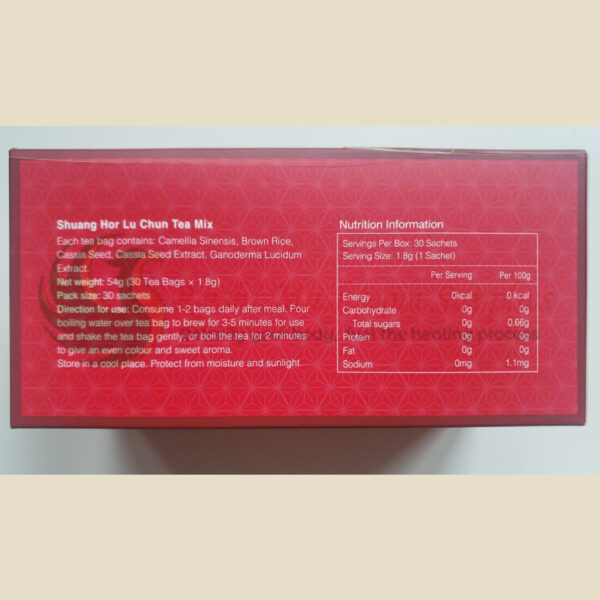 Shuang Hor Lu Chun Tea Mix
Each tea bag contains: Camellia Sinensis, Brown Rice,
Cassia Seed, Cassia Seed Extract, Ganoderma Lucidum
Extract.
Net weight: 54g (30 Tea Bags × 1.8g)
Pack size: 30 sachets
Direction for use: Consume 1-2 bags daily after meal. Pour
boiling water over tea bag to brew for 3-5 minutes for use
and shake the tea bag gently, or boil the tea for 2 minutes
to give an even colour and sweet aroma.
Store in a cool place. Protect from moisture and sunlight.
Nutrition Information
Servings Per Box: 30 Sachets
Serving Size: 1.8g (1 Sachet)
Per Serving Per 100g
Energy 0kcal 0 kcal
Carbohydrate 0g 0g
Total sugars 0g 0.66g
Protein 0g 0g
Fat 0g 0g
Sodium 0mg 1.1mg
the healing process